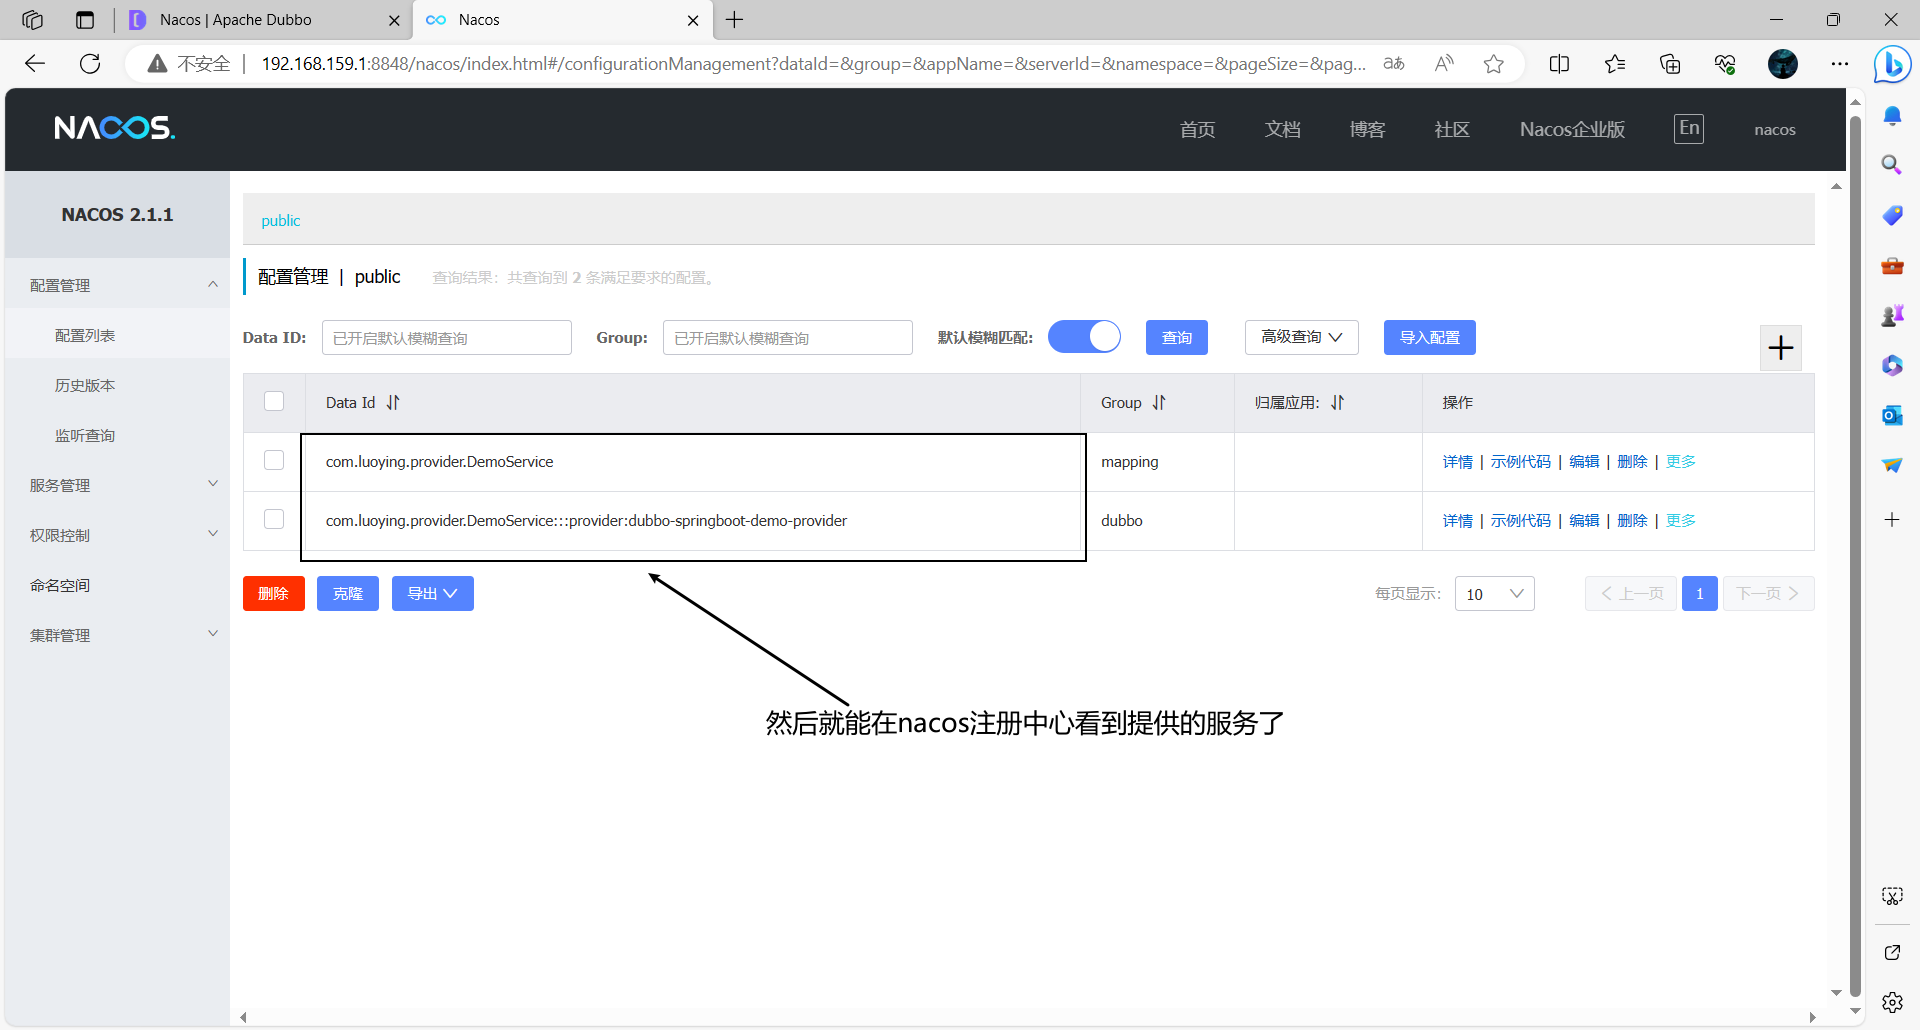 Nacos | Apache Dubbo
Nacos
不安全 | 192.168.159.1:8848/nacos/index.html#/configurationManagement?dataId=&group=&appName=&serverId=&namespace=&pageSize=&pag...
NACOS.
首页 文档 博客 社区 Nacos企业版 En nacos
NACOS 2.1.1
配置管理
配置列表
历史版本
监听查询
服务管理
权限控制
命名空间
集群管理
public
配置管理 | public 查询结果：共查询到 2 条满足要求的配置。
Data ID: 已开启默认模糊查询 Group: 已开启默认模糊查询 默认模糊匹配: 查询 高级查询 导入配置
Data Id Group 归属应用: 操作
com.luoying.provider.DemoService mapping 详情 | 示例代码 | 编辑 | 删除 | 更多
com.luoying.provider.DemoService:::provider:dubbo-springboot-demo-provider dubbo 详情 | 示例代码 | 编辑 | 删除 | 更多
删除 克隆 导出 每页显示: 10 上一页 1 下一页
然后就能在nacos注册中心看到提供的服务了